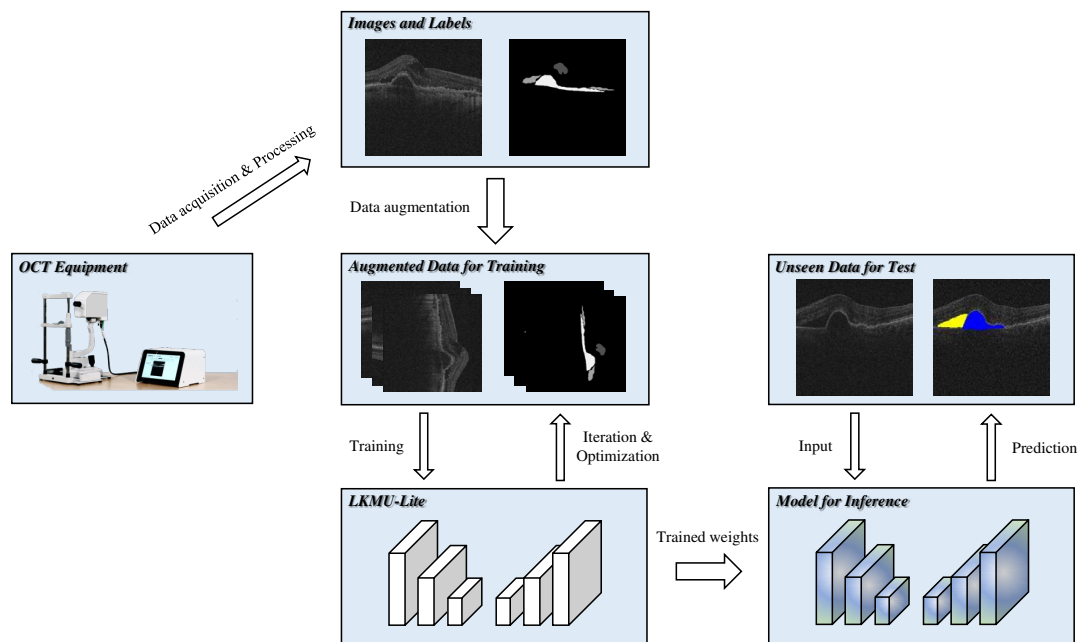 Images and Labels
Data acquisition & Processing
Data augmentation
OCT Equipment
Augmented Data for Training
Unseen Data for Test
Training
Iteration &
Optimization
Input
Prediction
LKMU-Lite
Trained weights
Model for Inference